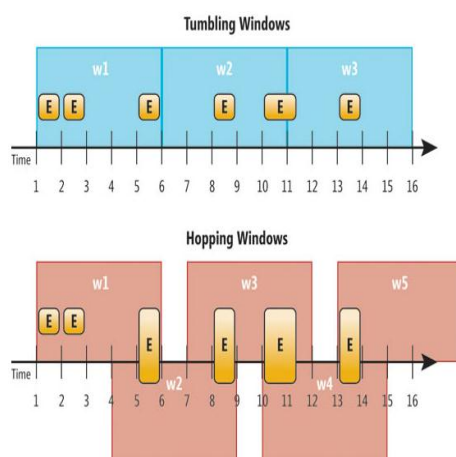 Tumbling Windows
w1 w2 w3
E E E E E E
Time
1 2 3 4 5 6 7 8 9 10 11 12 13 14 15 16
Hopping Windows
w1 w3 w5
E E E E E E
Time
w2 w4
1 2 3 4 5 6 7 8 9 10 11 12 13 14 15 16